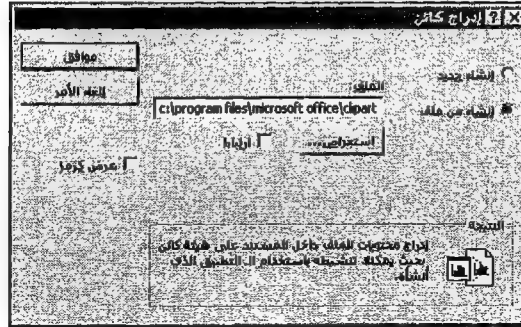 إدراج كائن
إنشاء جديد
إنشاء من ملف
الملف:
c:\program files\microsoft office\clipart
استعراض...
ارتباط
موافق
إلغاء الأمر
عرض كرمز
النتيجة
إدراج محتويات الملف داخل المستند على هيئة كائن
بحيث يمكنك تنشيطه باستخدام التطبيق الذي
أنشأه.